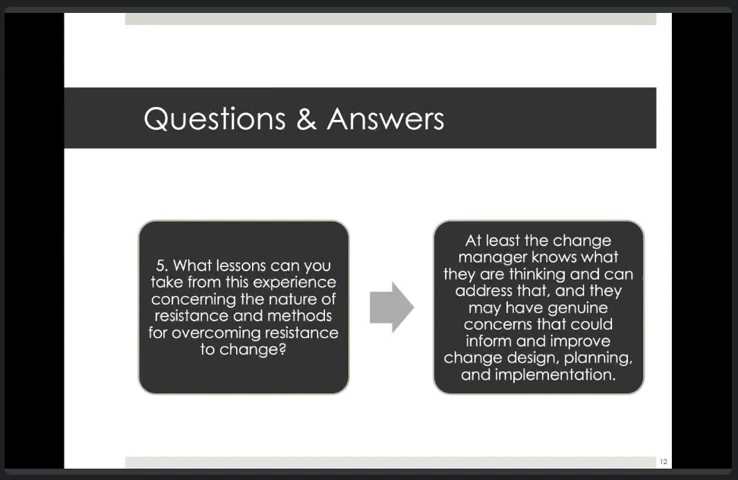 Questions & Answers
5. What lessons can you
take from this experience
concerning the nature of
resistance and methods
for overcoming resistance
to change?
At least the change
manager knows what
they are thinking and can
address that, and they
may have genuine
concerns that could
inform and improve
change design, planning,
and implementation.
12